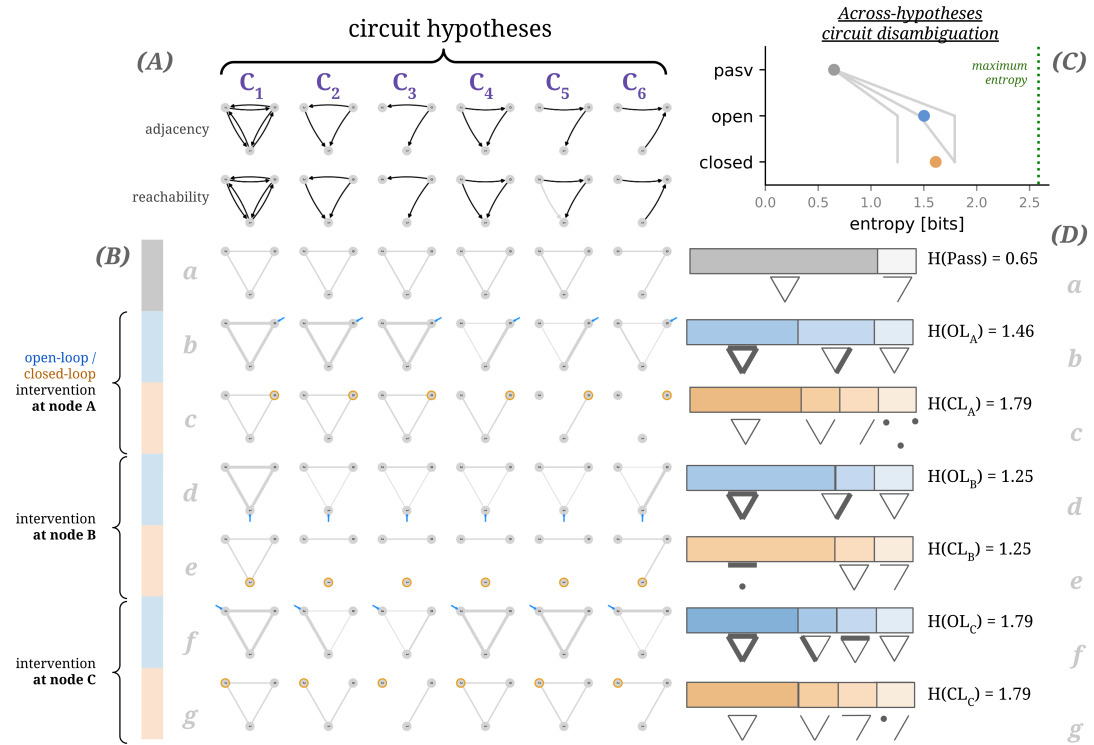 circuit hypotheses
(A)
C1
C2
C3
C4
C5
C6
adjacency
reachability
Across-hypotheses
circuit disambiguation
(C)
maximum
entropy
pasv
open
closed
0.0
0.5
1.0
1.5
2.0
2.5
entropy [bits]
(B)
a
b
c
d
e
f
g
open-loop /
closed-loop
intervention
at node A
intervention
at node B
intervention
at node C
(D)
H(Pass) = 0.65
a
H(OLA) = 1.46
b
H(CLA) = 1.79
c
H(OLB) = 1.25
d
H(CLB) = 1.25
e
H(OLC) = 1.79
f
H(CLC) = 1.79
g